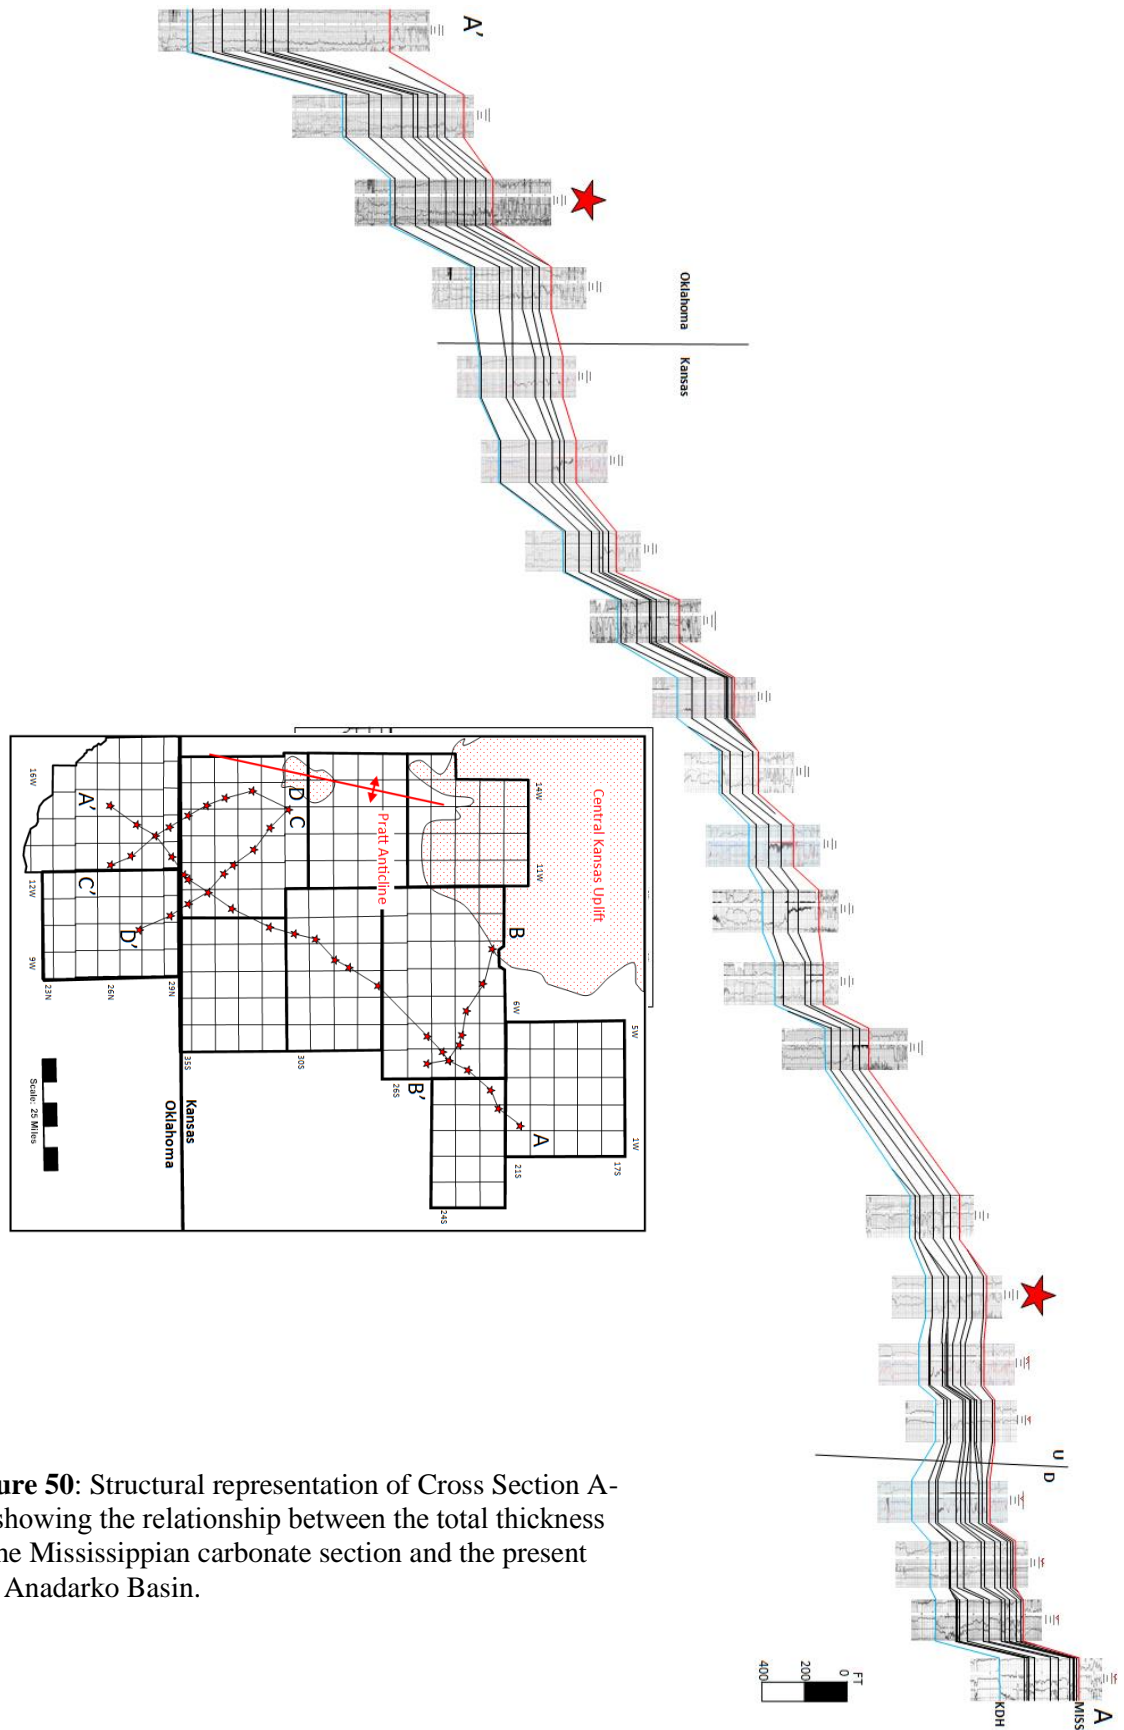 A'
Oklahoma
Kansas
U
D
A
MISS
KDH
FT
0
200
400
Central Kansas Uplift
Pratt Anticline
14W
11W
16W
12W
9W
6W
5W
1W
17S
21S
24S
26S
30S
35S
29N
26N
23N
A'
C'
D'
D
C
B
B'
A
Kansas
Oklahoma
Scale: 25 Miles
ure 50: Structural representation of Cross Section A-
showing the relationship between the total thickness
he Mississippian carbonate section and the present
Anadarko Basin.